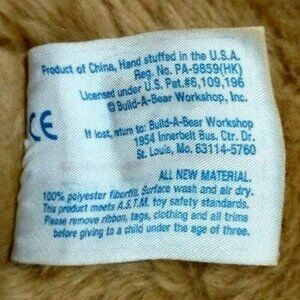 Product of China, Hand stuffed in the U.S.A.
Reg. No. PA-9859(HK)
Licensed under U.S. Pat.#6,109,196
© Build-A-Bear Workshop, Inc.
CE
If lost, return to: Build-A-Bear Workshop
1954 Innerbelt Bus. Ctr. Dr.
St. Louis, Mo. 63114-5760
ALL NEW MATERIAL.
100% polyester fiberfill. Surface wash and air dry.
This product meets A.S.T.M. toy safety standards.
Please remove ribbon, tags, clothing and all trims
before giving to a child under the age of three.